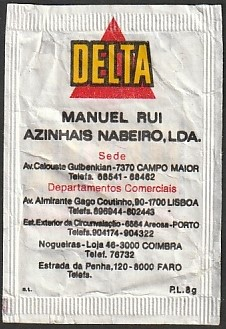 DELTA
MANUEL RUI
AZINHAIS NABEIRO, LDA.
Sede
Av. Calouste Gulbenkian-7370 CAMPO MAIOR
Telefs. 68541-68462
Departamentos Comerciais
Av. Almirante Gago Coutinho, 90-1700 LISBOA
Telefs. 896944-802443
Est. Exterior da Circunvalação-6584 Areosa-PORTO
Telefs. 904174-904322
Nogueiras-Loja 46-3000 COIMBRA
Telef. 76732
Estrada da Penha, 120-8000 FARO
Telefs.
S.L.
P.L. 8g